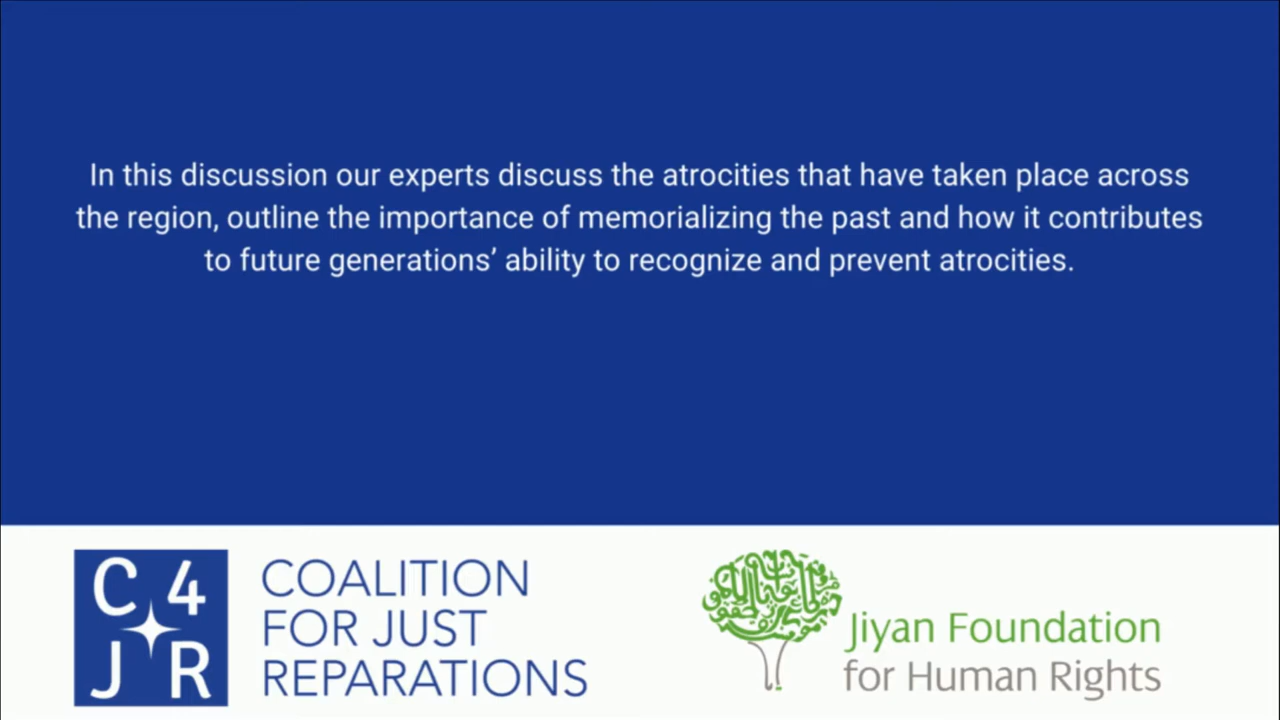 In this discussion our experts discuss the atrocities that have taken place across
the region, outline the importance of memorializing the past and how it contributes
to future generations’ ability to recognize and prevent atrocities.
C 4
J R
COALITION
FOR JUST
REPARATIONS
Jiyan Foundation
for Human Rights